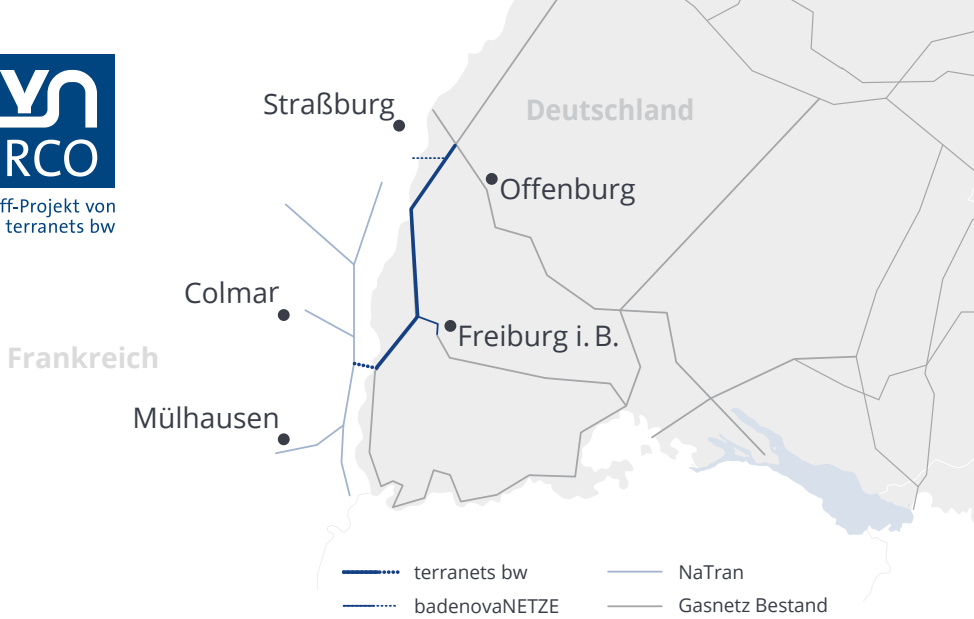 Straßburg
Deutschland
RCO
Offenburg
ff-Projekt von
terranets bw
Colmar
Freiburg i. B.
Frankreich
Mülhausen
terranets bw
NaTran
badenovaNETZE
Gasnetz Bestand